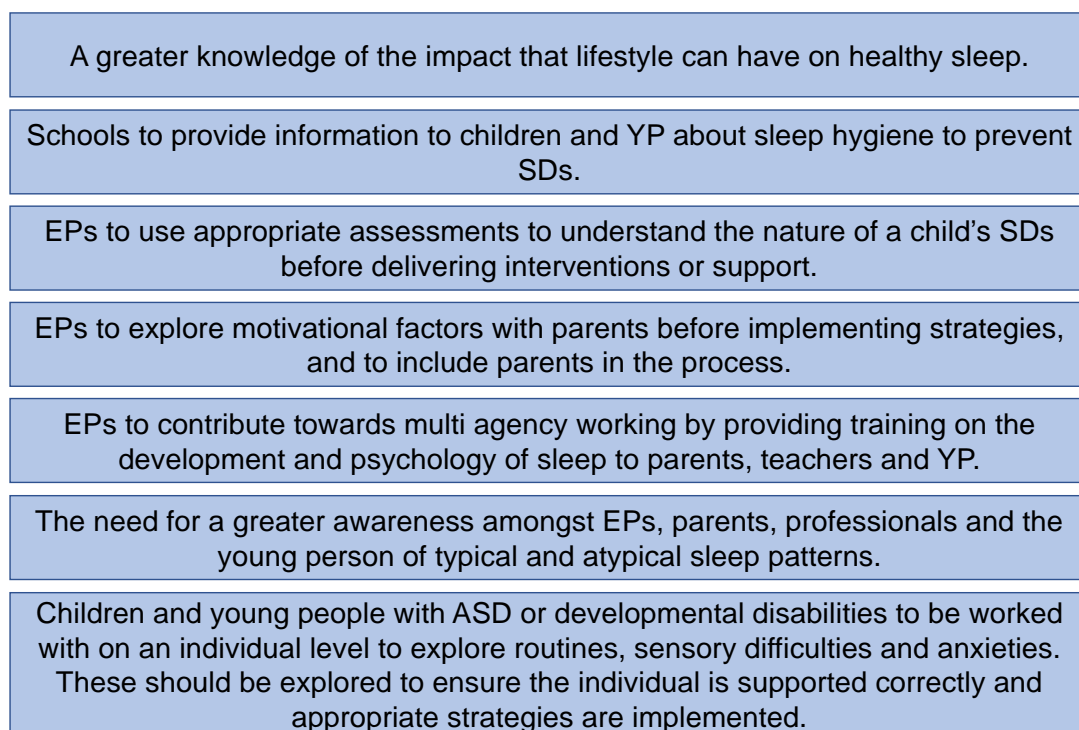 A greater knowledge of the impact that lifestyle can have on healthy sleep.
Schools to provide information to children and YP about sleep hygiene to prevent
SDs.
EPs to use appropriate assessments to understand the nature of a child's SDs
before delivering interventions or support.
EPs to explore motivational factors with parents before implementing strategies,
and to include parents in the process.
EPs to contribute towards multi agency working by providing training on the
development and psychology of sleep to parents, teachers and YP.
The need for a greater awareness amongst EPs, parents, professionals and the
young person of typical and atypical sleep patterns.
Children and young people with ASD or developmental disabilities to be worked
with on an individual level to explore routines, sensory difficulties and anxieties.
These should be explored to ensure the individual is supported correctly and
appropriate strategies are implemented.